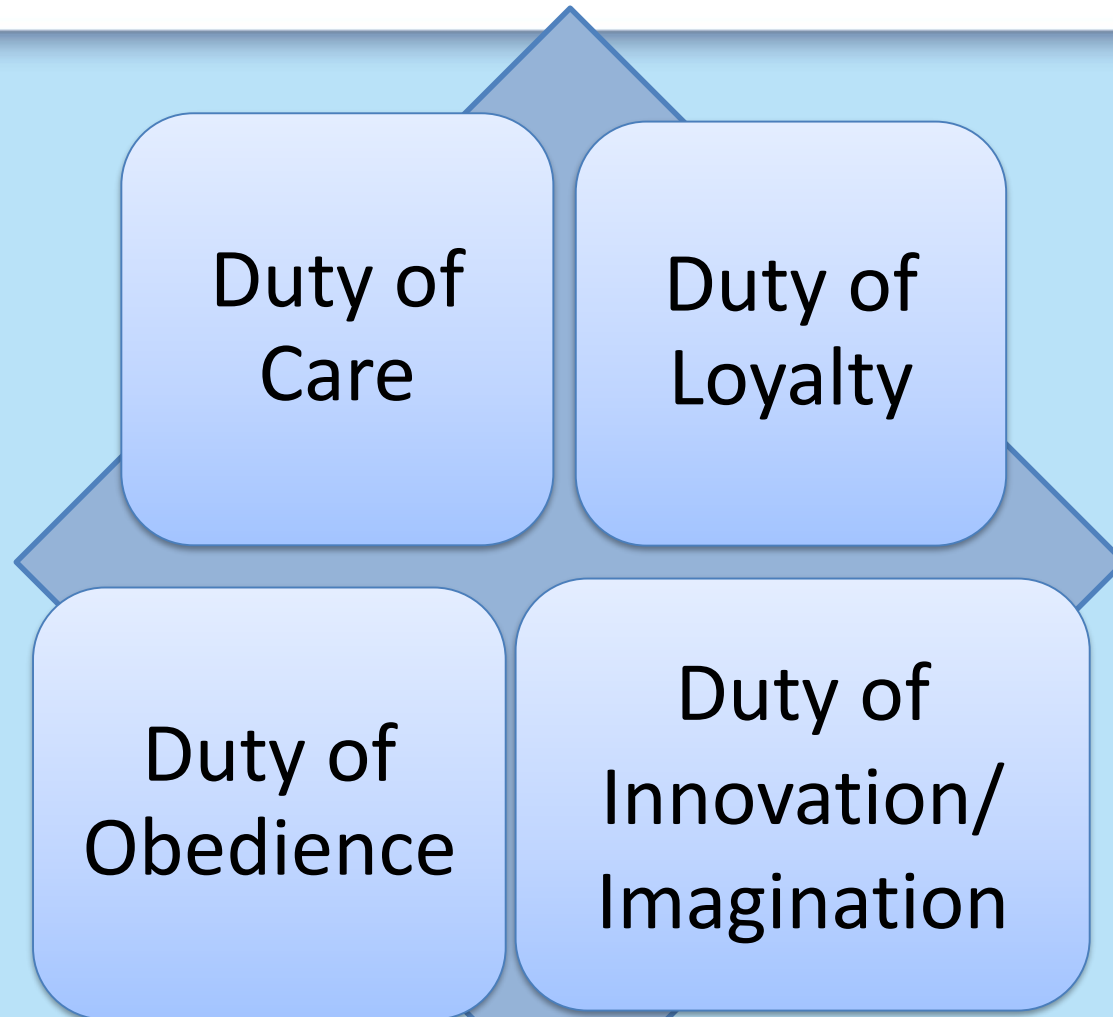 Duty of
Care
Duty of
Loyalty
Duty of
Obedience
Duty of
Innovation/
Imagination